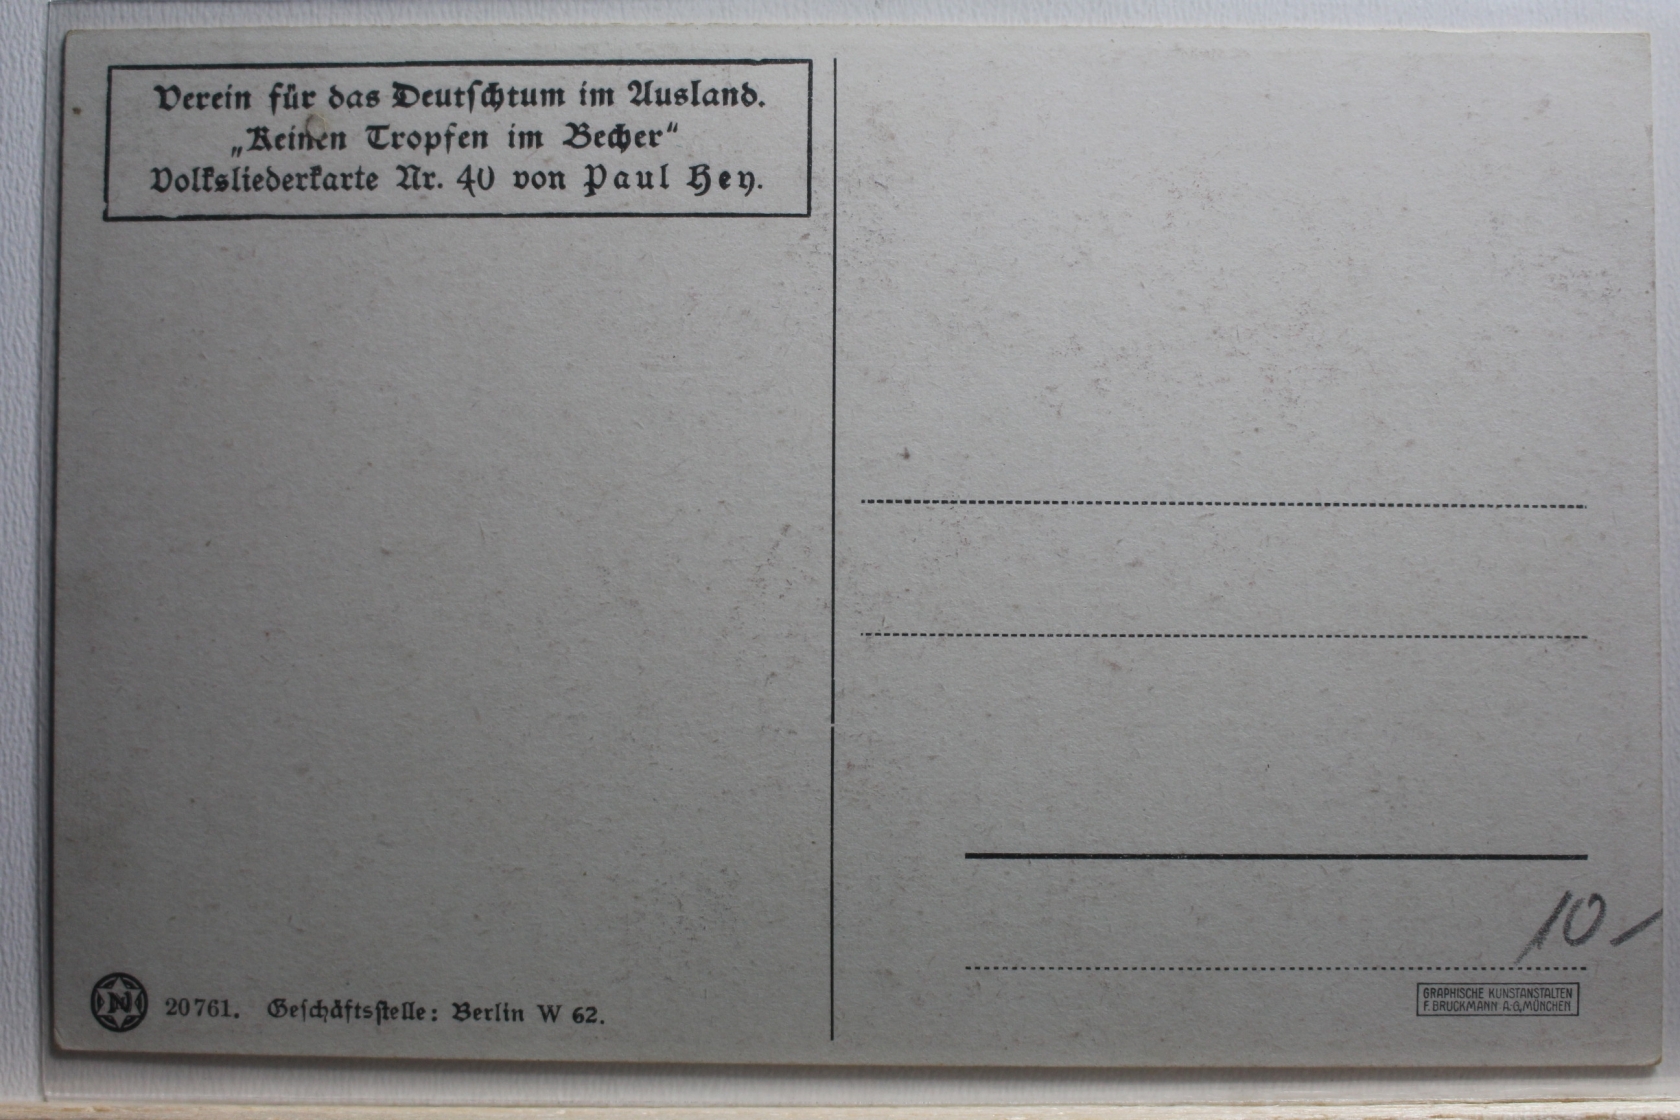 Verein für das Deutschtum im Ausland.
„Keinen Tropfen im Becher“
Volksliederkarte Nr. 40 von Paul Hey.
10-
N 20761. Geschäftsstelle: Berlin W 62.
GRAPHISCHE KUNSTANSTALTEN
F. BRUCKMANN A.G, MÜNCHEN